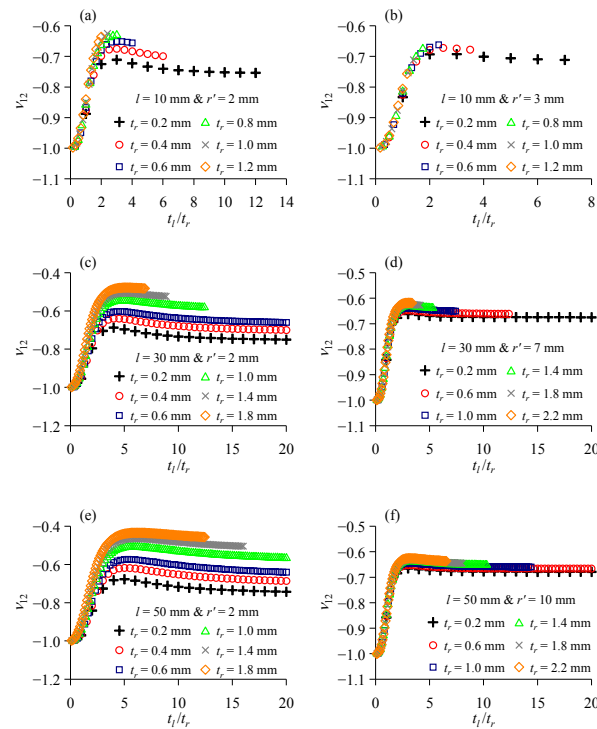 (a)
−0.6
−0.7
−0.8
−0.9
−1.0
−1.1
ν12
l = 10 mm & r′ = 2 mm
tr = 0.2 mm tr = 0.8 mm
tr = 0.4 mm tr = 1.0 mm
tr = 0.6 mm tr = 1.2 mm
0 2 4 6 8 10 12 14
tl/tr
(b)
−0.6
−0.7
−0.8
−0.9
−1.0
−1.1
ν12
l = 10 mm & r′ = 3 mm
tr = 0.2 mm tr = 0.8 mm
tr = 0.4 mm tr = 1.0 mm
tr = 0.6 mm tr = 1.2 mm
0 2 4 6 8
tl/tr
(c)
−0.4
−0.6
−0.8
−1.0
−1.2
ν12
l = 30 mm & r′ = 2 mm
tr = 0.2 mm tr = 1.0 mm
tr = 0.4 mm tr = 1.4 mm
tr = 0.6 mm tr = 1.8 mm
0 5 10 15 20
tl/tr
(d)
−0.5
−0.6
−0.7
−0.8
−0.9
−1.0
−1.1
ν12
l = 30 mm & r′ = 7 mm
tr = 0.2 mm tr = 1.4 mm
tr = 0.6 mm tr = 1.8 mm
tr = 1.0 mm tr = 2.2 mm
0 5 10 15 20
tl/tr
(e)
−0.4
−0.6
−0.8
−1.0
−1.2
ν12
l = 50 mm & r′ = 2 mm
tr = 0.2 mm tr = 1.0 mm
tr = 0.4 mm tr = 1.4 mm
tr = 0.6 mm tr = 1.8 mm
0 5 10 15 20
tl/tr
(f)
−0.5
−0.6
−0.7
−0.8
−0.9
−1.0
−1.1
ν12
l = 50 mm & r′ = 10 mm
tr = 0.2 mm tr = 1.4 mm
tr = 0.6 mm tr = 1.8 mm
tr = 1.0 mm tr = 2.2 mm
0 5 10 15 20
tl/tr